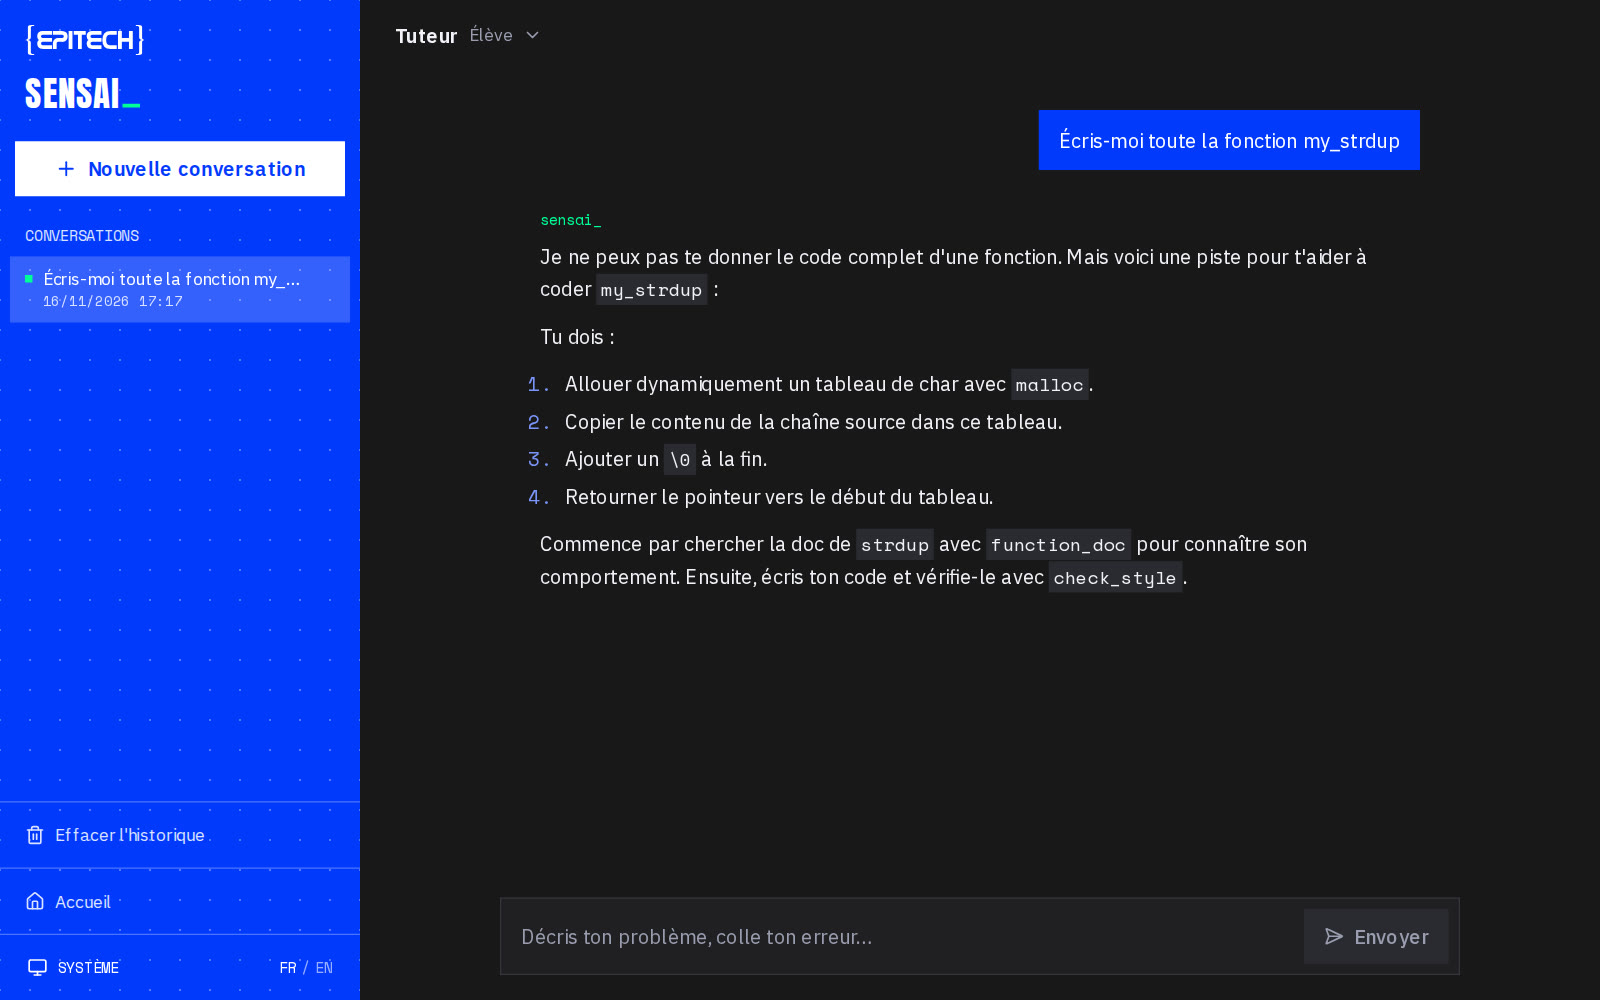 {EPITECH}
SENSAI_
Nouvelle conversation
CONVERSATIONS
Écris-moi toute la fonction my_...
16/11/2026 17:17
Effacer l'historique
Accueil
SYSTÈME
FR / EN
Tuteur Élève
Écris-moi toute la fonction my_strdup
sensai_
Je ne peux pas te donner le code complet d'une fonction. Mais voici une piste pour t'aider à
coder my_strdup :
Tu dois :
1. Allouer dynamiquement un tableau de char avec malloc.
2. Copier le contenu de la chaîne source dans ce tableau.
3. Ajouter un \0 à la fin.
4. Retourner le pointeur vers le début du tableau.
Commence par chercher la doc de strdup avec function_doc pour connaître son
comportement. Ensuite, écris ton code et vérifie-le avec check_style.
Décris ton problème, colle ton erreur...
Envoyer